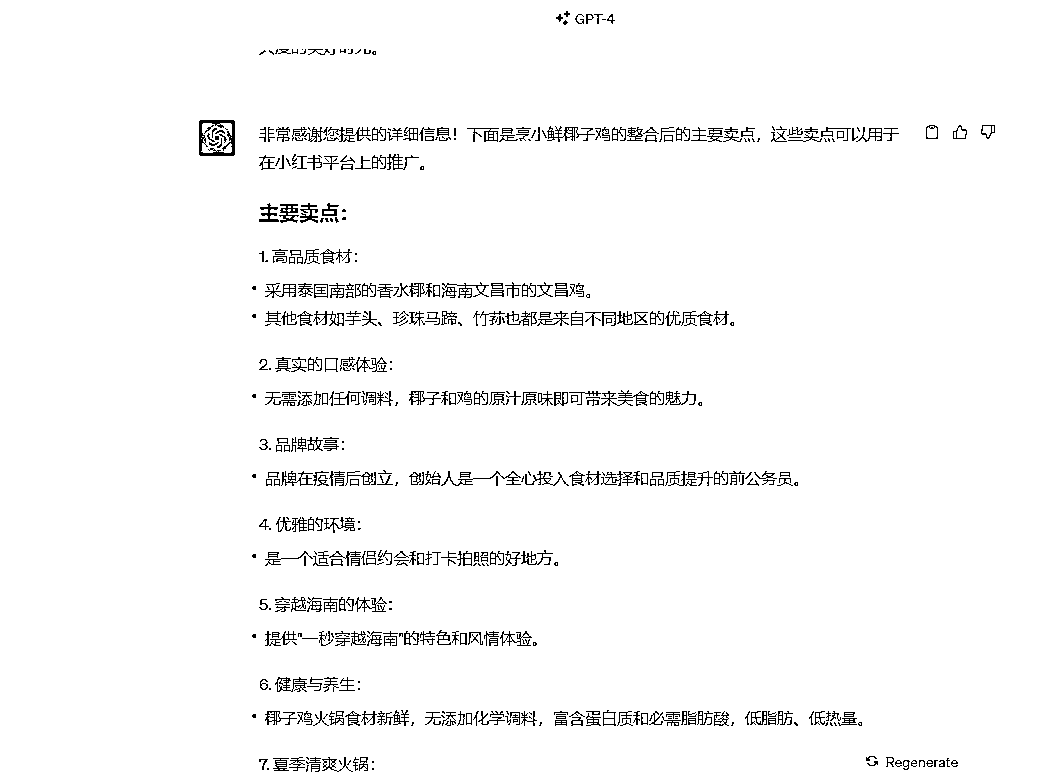 GPT-4
非常感谢您提供的详细信息！下面是烹小鲜椰子鸡的整合后的主要卖点，这些卖点可以用于
在小红书平台上的推广。
主要卖点：
1. 高品质食材：
• 采用泰国南部的香水椰和海南文昌市的文昌鸡。
• 其他食材如芋头、珍珠马蹄、竹荪也都是来自不同地区的优质食材。
2. 真实的口感体验：
• 无需添加任何调料，椰子和鸡的原汁原味即可带来美食的魅力。
3. 品牌故事：
• 品牌在疫情后创立，创始人是一个全心投入食材选择和品质提升的前公务员。
4. 优雅的环境：
• 是一个适合情侣约会和打卡拍照的好地方。
5. 穿越海南的体验：
• 提供"一秒穿越海南"的特色和风情体验。
6. 健康与养生：
• 椰子鸡火锅食材新鲜，无添加化学调料，富含蛋白质和必需脂肪酸，低脂肪、低热量。
7. 夏季清爽火锅：
Regenerate